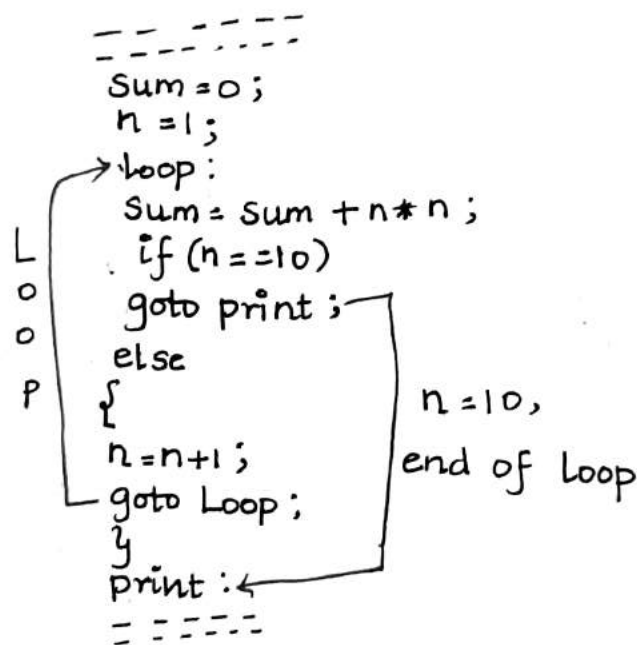 Sum=0;
n=1;
Loop:
Sum=Sum+n*n;
if(n==10)
goto print;
else
{
n=n+1;
goto Loop;
}
print:
LOOP
n=10,
end of Loop